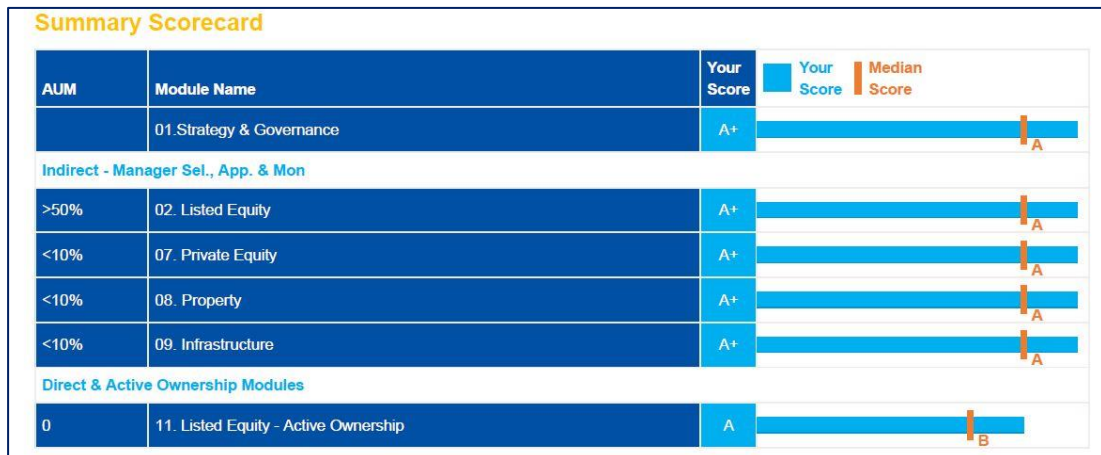 Summary Scorecard
AUM Module Name Your Score Your Score Median Score
01.Strategy & Governance A+ A
Indirect - Manager Sel., App. & Mon
>50% 02. Listed Equity A+ A
<10% 07. Private Equity A+ A
<10% 08. Property A+ A
<10% 09. Infrastructure A+ A
Direct & Active Ownership Modules
0 11. Listed Equity - Active Ownership A B